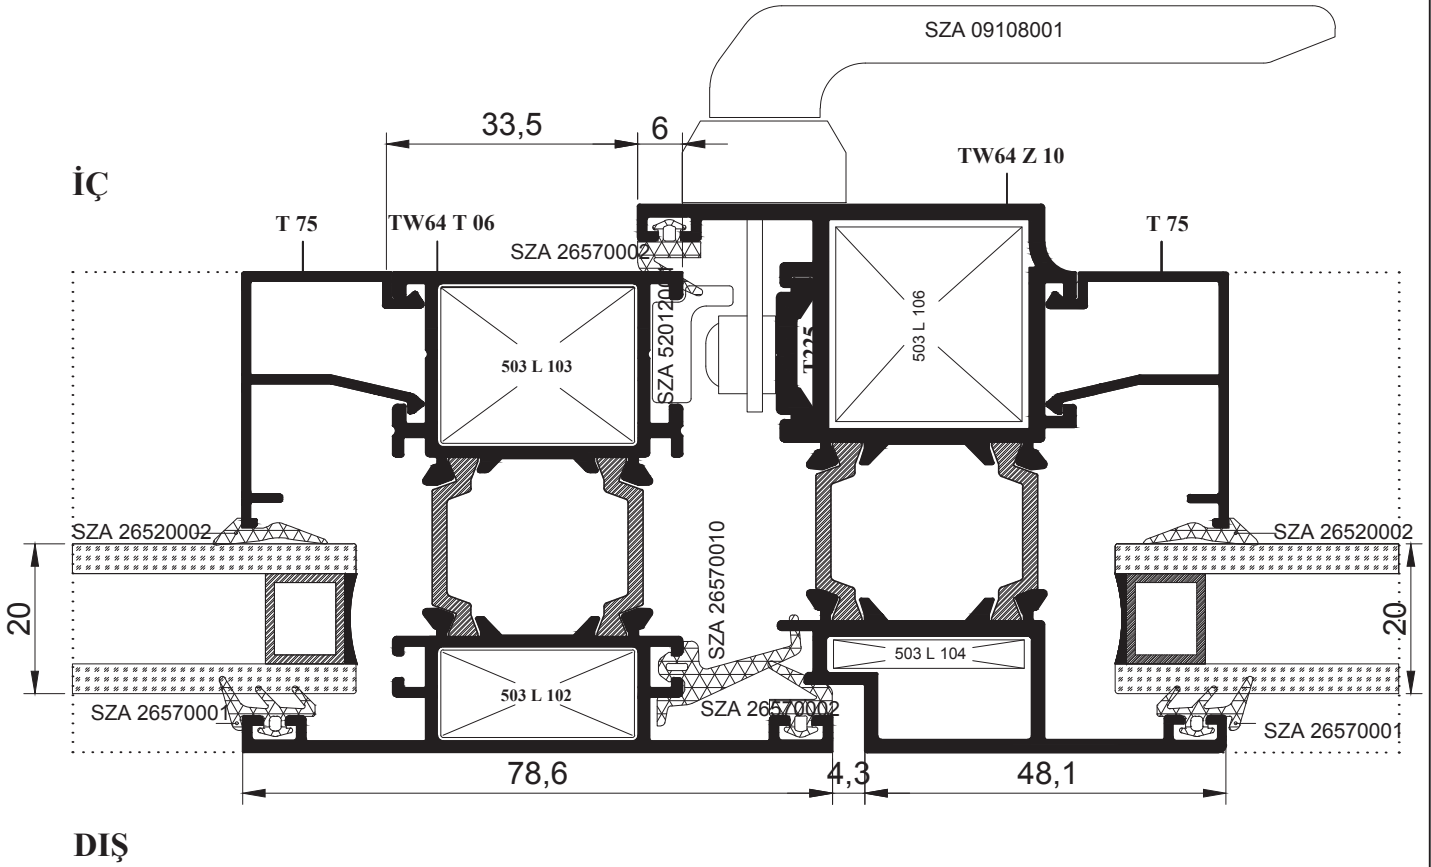 SZA 09108001
33,5
6
TW64 Z 10
İÇ
T 75
TW64 T 06
T 75
SZA 26570002
503 L 106
503 L 103
T225
SZA 26570010
SZA 26520002
SZA 26520002
20
20
503 L 104
503 L 102
SZA 26570001
SZA 26570002
SZA 26570001
78,6
4,3
48,1
DIŞ